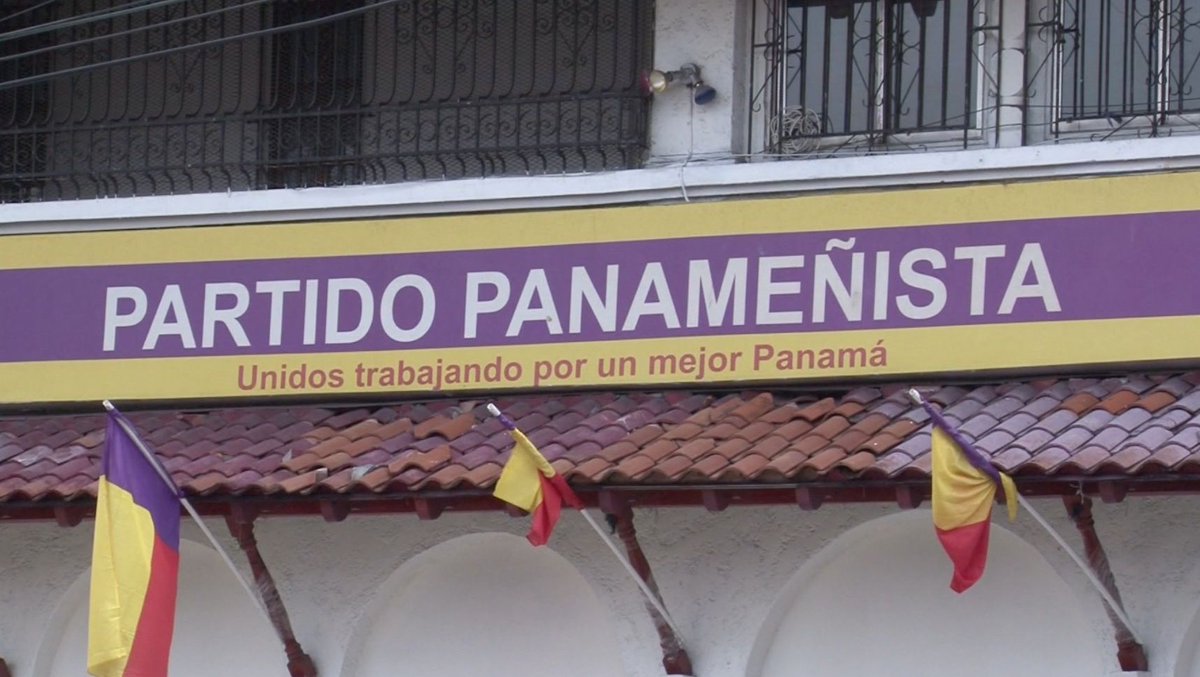 PARTIDO PANAMEÑISTA
Unidos trabajando por un mejor Panamá